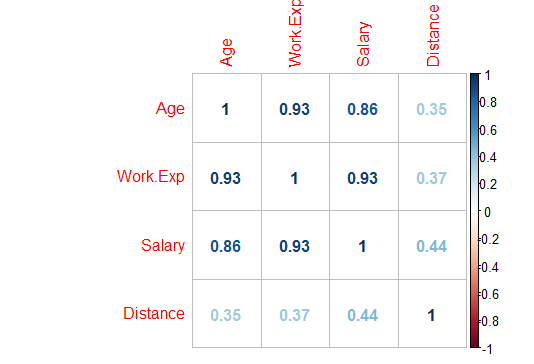 Age Work.Exp Salary Distance
Age 1 0.93 0.86 0.35
Work.Exp 0.93 1 0.93 0.37
Salary 0.86 0.93 1 0.44
Distance 0.35 0.37 0.44 1
1
0.8
0.6
0.4
0.2
0
-0.2
-0.4
-0.6
-0.8
-1